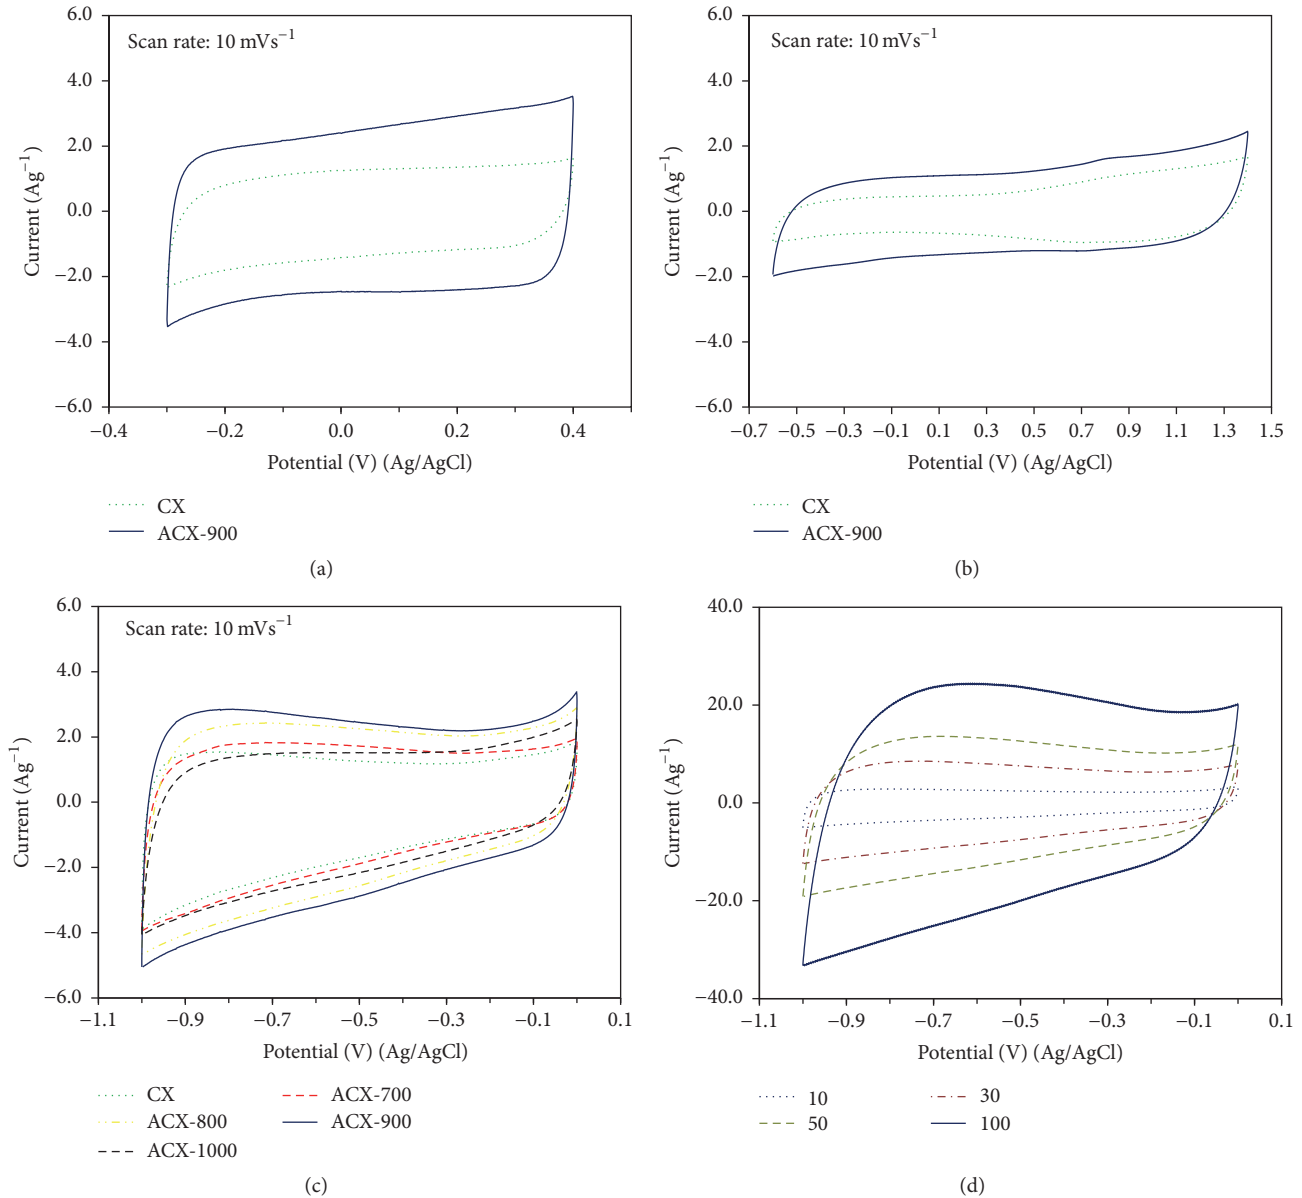 6.0
4.0
2.0
0.0
−2.0
−4.0
−6.0
Current (Ag⁻¹)
Scan rate: 10 mVs⁻¹
−0.4 −0.2 0.0 0.2 0.4
Potential (V) (Ag/AgCl)
CX
ACX-900
(a)
6.0
4.0
2.0
0.0
−2.0
−4.0
−6.0
Current (Ag⁻¹)
Scan rate: 10 mVs⁻¹
−0.7 −0.5 −0.3 −0.1 0.1 0.3 0.5 0.7 0.9 1.1 1.3 1.5
Potential (V) (Ag/AgCl)
CX
ACX-900
(b)
6.0
4.0
2.0
0.0
−2.0
−4.0
−6.0
Current (Ag⁻¹)
Scan rate: 10 mVs⁻¹
−1.1 −0.9 −0.7 −0.5 −0.3 −0.1 0.1
Potential (V) (Ag/AgCl)
CX ACX-700
ACX-800 ACX-900
ACX-1000
(c)
40.0
20.0
0.0
−20.0
−40.0
Current (Ag⁻¹)
−1.1 −0.9 −0.7 −0.5 −0.3 −0.1 0.1
Potential (V) (Ag/AgCl)
10 30
50 100
(d)